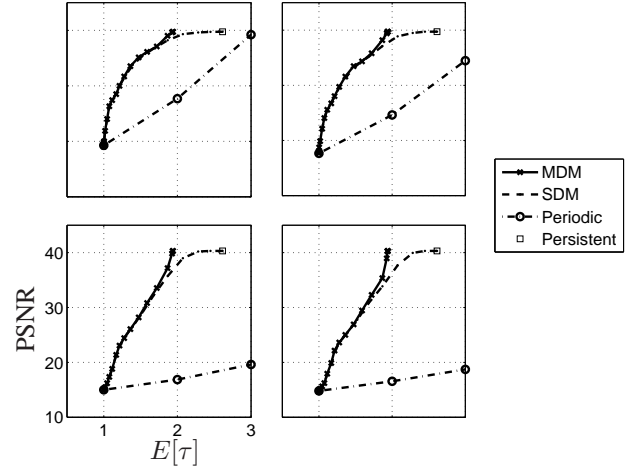 MDM
SDM
Periodic
Persistent
40
30
20
10
PSNR
1 2 3
E[τ]